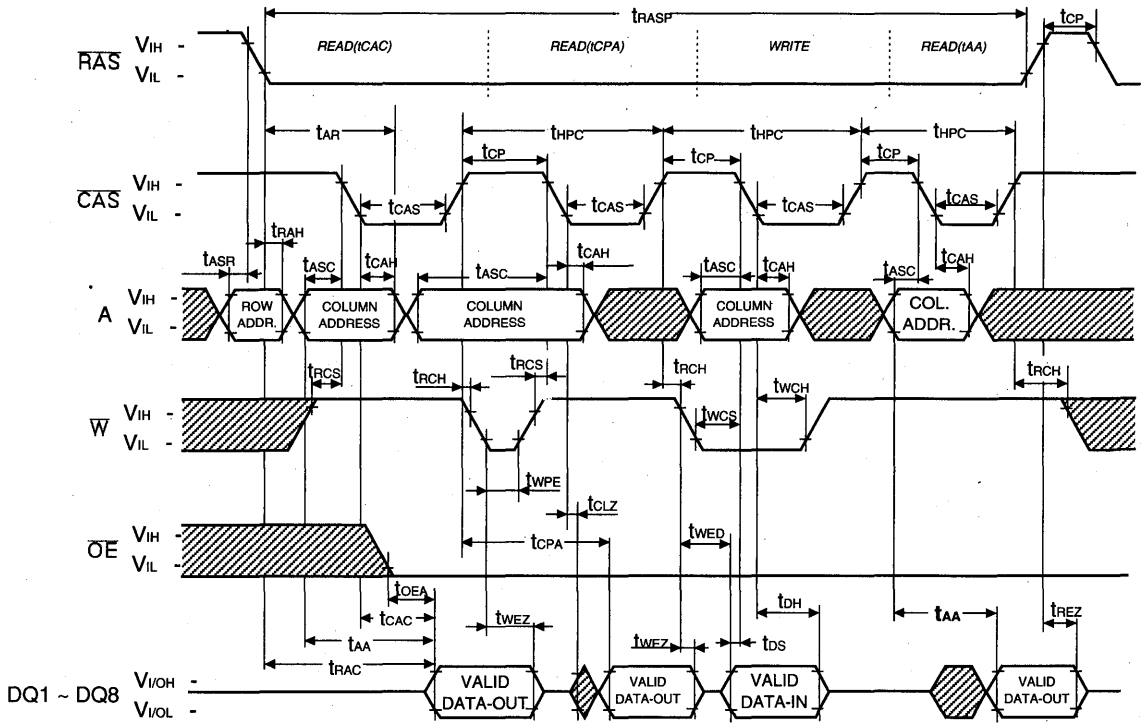 tRASP tCP
READ(tCAC) READ(tCPA) WRITE READ(tAA)
RAS VIH -
VIL -
tAR tHPC tHPC tHPC
tCP tCP tCP
CAS VIH -
VIL -
tCAS tCAS tCAS tCAS
tRAH
tASR tASC tCAH tASC tCAH tASC tCAH tASC tCAH
A VIH -
VIL -
ROW ADDR.
COLUMN ADDRESS
COLUMN ADDRESS
COLUMN ADDRESS
COL. ADDR.
tRCS tRCH tRCS tRCH tWCH tRCH
W VIH -
VIL -
tWCS
tWPE
tCLZ
OE VIH -
VIL -
tCPA tWED
tOEA
tCAC tWEZ tDH tAA tREZ
tAA tWEZ tDS
tRAC
DQ1 ~ DQ8 VI/OH -
VI/OL -
VALID DATA-OUT
VALID DATA-OUT
VALID DATA-IN
VALID DATA-OUT